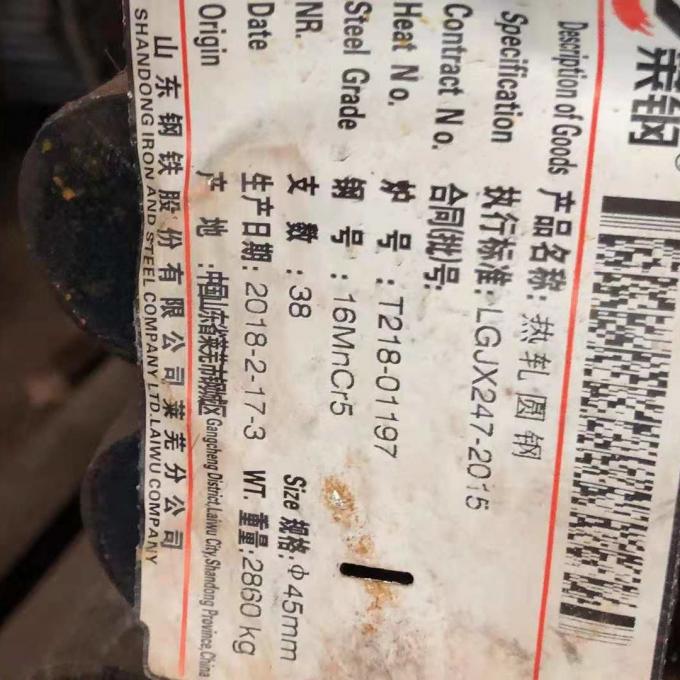 莱钢®
Description of Goods 产品名称: 热轧圆钢
Specification 执行标准: LGJX247-2015
Contract No. 合同(批)号:
Heat No. 炉号: T218-01197
Steel Grade 钢号: 16MnCr5
NR. 支数: 38 Size 规格: Φ45mm
Date 生产日期: 2018-2-17-3 WT. 重量: 2860 kg
Origin 产地: 中国山东省莱芜市钢城区 Gangcheng District,Laiwu City,Shandong Province,China
山东钢铁股份有限公司莱芜分公司
SHANDONG IRON AND STEEL COMPANY LTD.LAIWU COMPANY